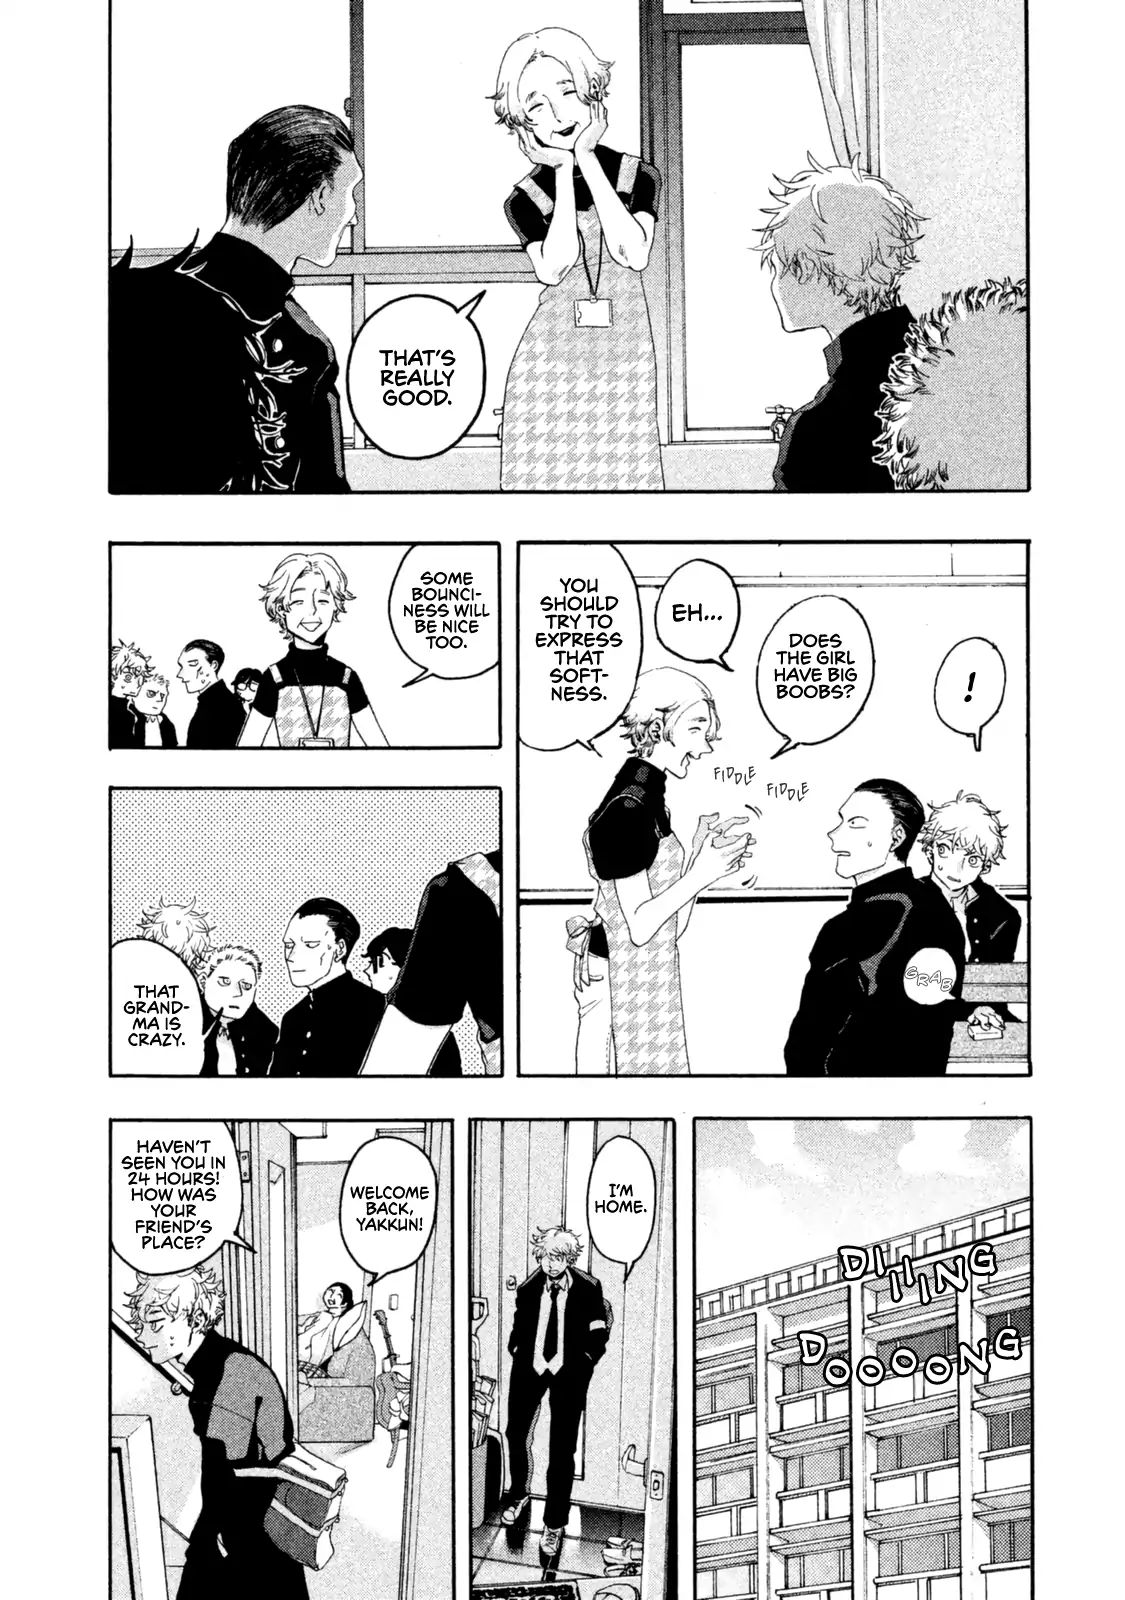 THAT'S
REALLY
GOOD.
!
DOES
THE GIRL
HAVE BIG
BOOBS?
EH...
YOU
SHOULD
TRY TO
EXPRESS
THAT
SOFT-
NESS.
FIDDLE
FIDDLE
GRAB
SOME
BOUNCI-
NESS WILL
BE NICE
TOO.
THAT
GRAND-
MA IS
CRAZY.
DIIIING
DOOOONG
I'M
HOME.
WELCOME
BACK,
YAKKUN!
HAVEN'T
SEEN YOU IN
24 HOURS!
HOW WAS
YOUR
FRIEND'S
PLACE?